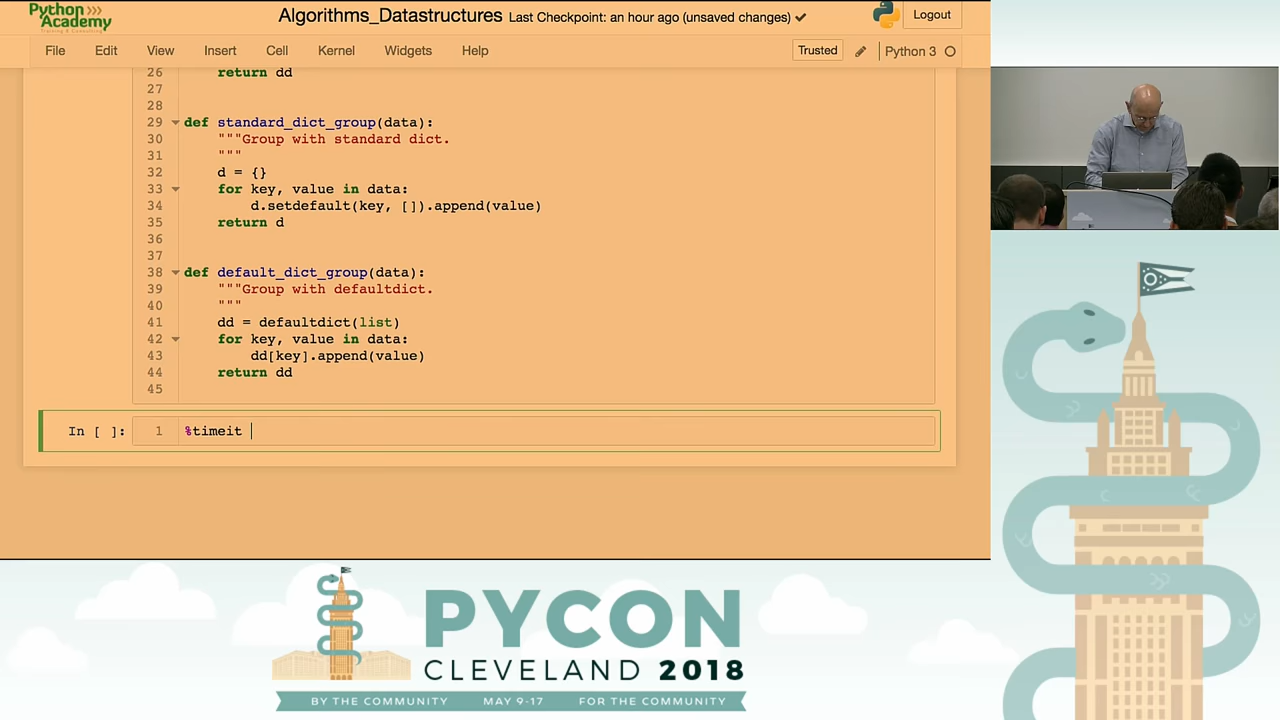 Python
Academy
Training & Consulting
Algorithms_Datastructures Last Checkpoint: an hour ago (unsaved changes)
Logout
File Edit View Insert Cell Kernel Widgets Help
Trusted
Python 3
26 return dd
27
28
29 def standard_dict_group(data):
30 """Group with standard dict.
31 """
32 d = {}
33 for key, value in data:
34 d.setdefault(key, []).append(value)
35 return d
36
37
38 def default_dict_group(data):
39 """Group with defaultdict.
40 """
41 dd = defaultdict(list)
42 for key, value in data:
43 dd[key].append(value)
44 return dd
45
In [ ]: 1 %timeit
PYCON
CLEVELAND 2018
BY THE COMMUNITY MAY 9-17 FOR THE COMMUNITY